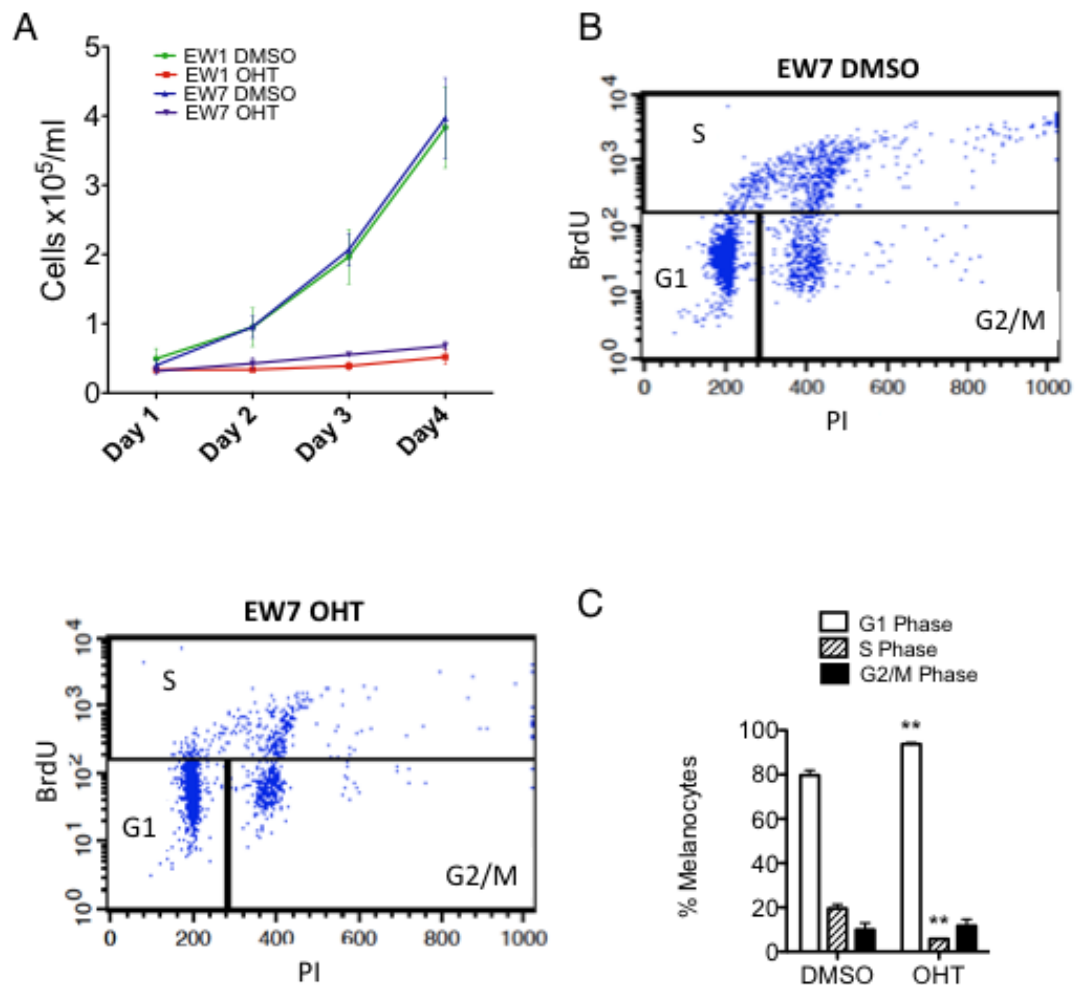 A
5
4
3
2
1
0
Cells x10⁵/ml
EW1 DMSO
EW1 OHT
EW7 DMSO
EW7 OHT
Day 1
Day 2
Day 3
Day4
B
EW7 DMSO
10⁴
10³
10²
10¹
10⁰
BrdU
S
G1
G2/M
0 200 400 600 800 1000
PI
EW7 OHT
10⁴
10³
10²
10¹
10⁰
BrdU
S
G1
G2/M
0 200 400 600 800 1000
PI
C
G1 Phase
S Phase
G2/M Phase
100
80
60
40
20
0
% Melanocytes
**
**
DMSO OHT